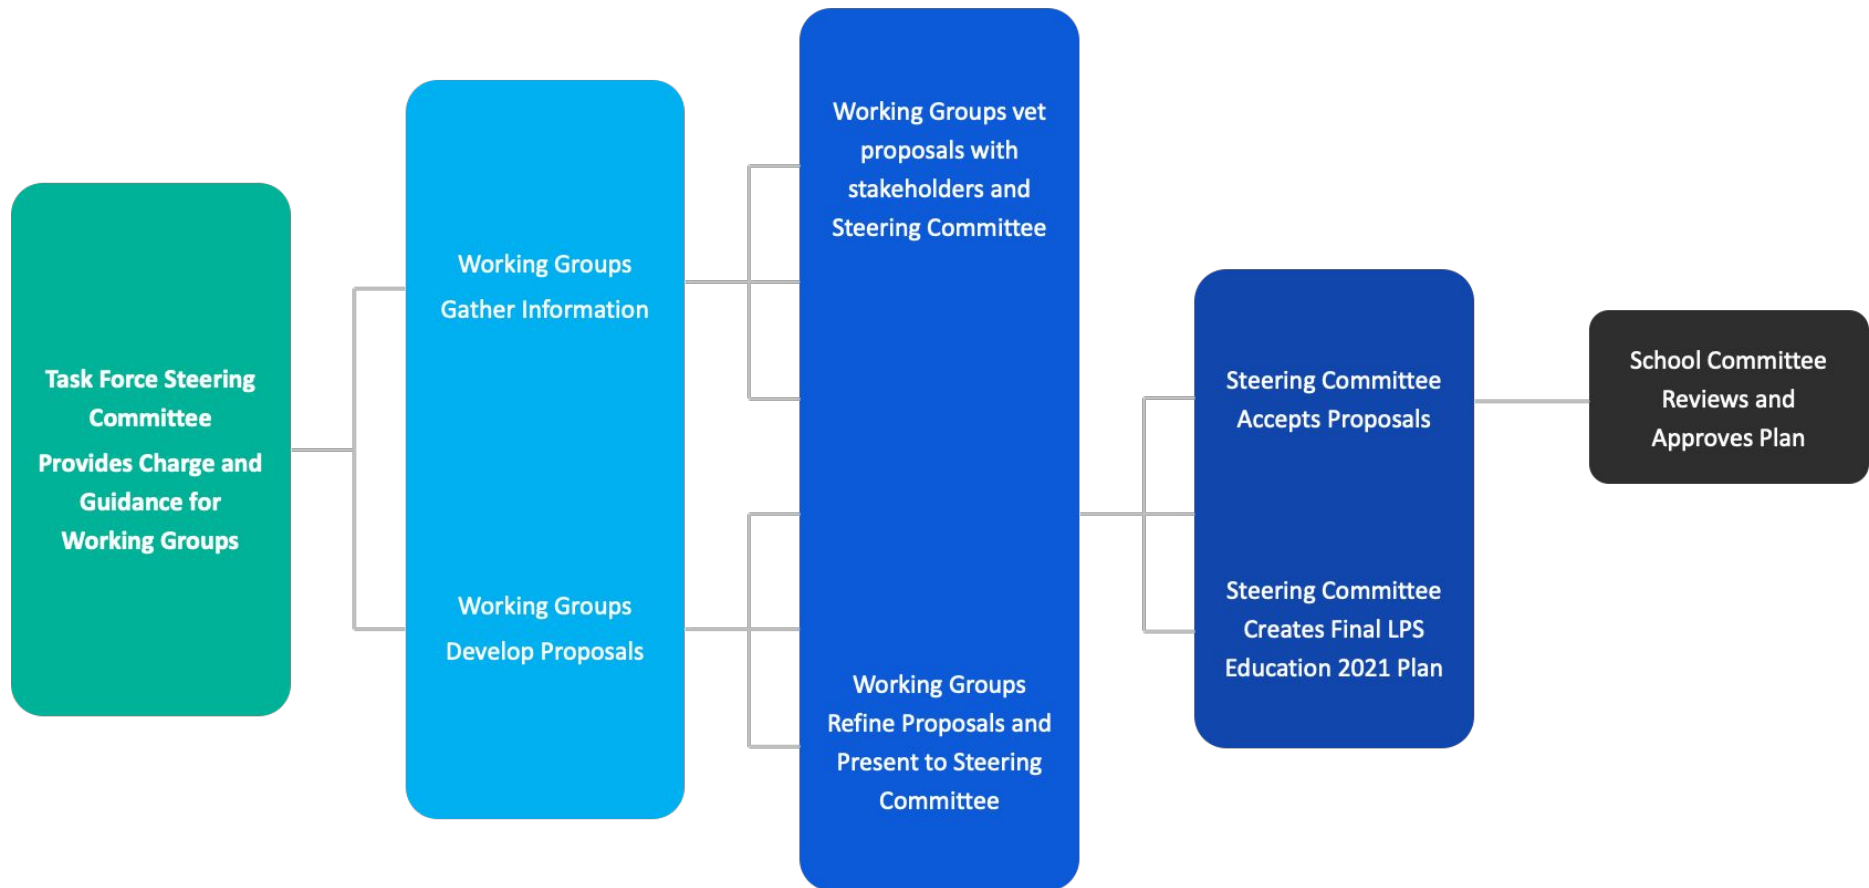 Task Force Steering
Committee
Provides Charge and
Guidance for
Working Groups
Working Groups
Gather Information
Working Groups
Develop Proposals
Working Groups vet
proposals with
stakeholders and
Steering Committee
Working Groups
Refine Proposals and
Present to Steering
Committee
Steering Committee
Accepts Proposals
Steering Committee
Creates Final LPS
Education 2021 Plan
School Committee
Reviews and
Approves Plan